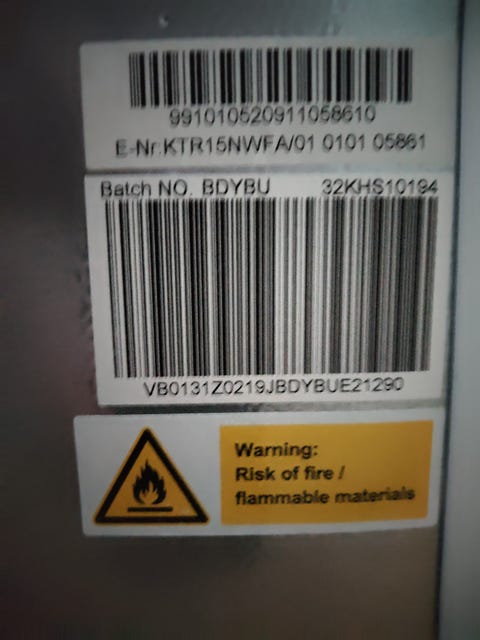 991010520911058610
E-Nr:KTR15NWFA/01 0101 05861
Batch NO. BDYBU 32KHS10194
VB0131Z0219JBDYBUE21290
Warning:
Risk of fire /
flammable materials